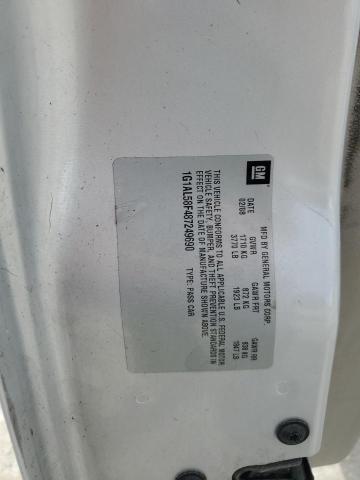 GM
MFD BY GENERAL MOTORS CORP.
DATE GVWR GAWR FRT GAWR RR
02/08 1710 KG 872 KG 838 KG
3770 LB 1923 LB 1847 LB
THIS VEHICLE CONFORMS TO ALL APPLICABLE U.S. FEDERAL MOTOR
VEHICLE SAFETY, BUMPER, AND THEFT PREVENTION STANDARDS IN
EFFECT ON THE DATE OF MANUFACTURE SHOWN ABOVE.
1G1AL58F487249690 TYPE: PASS CAR